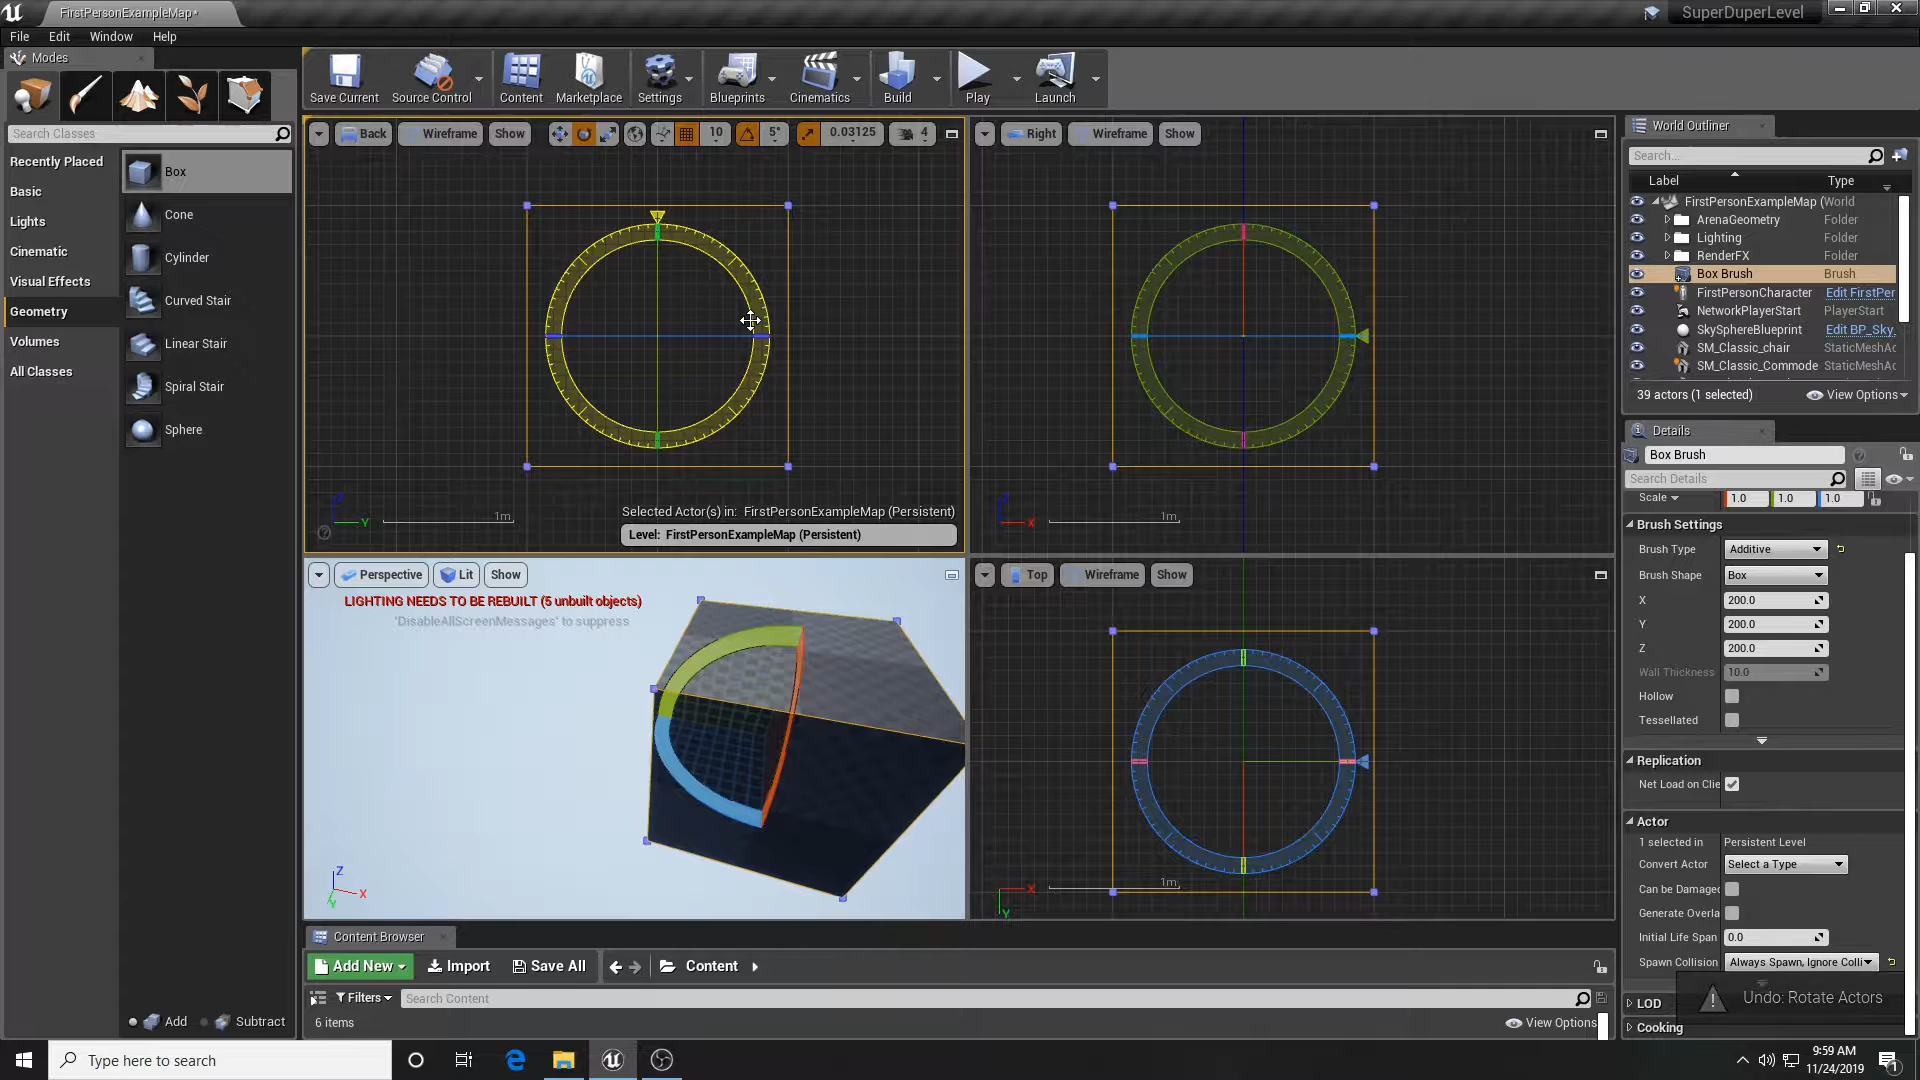 FirstPersonExampleMap*
SuperDuperLevel
File Edit Window Help
Modes
Search Classes
Recently Placed
Basic
Lights
Cinematic
Visual Effects
Geometry
Volumes
All Classes
Box
Cone
Cylinder
Curved Stair
Linear Stair
Spiral Stair
Sphere
Add Subtract
Save Current Source Control Content Marketplace Settings Blueprints Cinematics Build Play Launch
Back Wireframe Show 10 5° 0.03125 4
Z
Y
1m
Selected Actor(s) in: FirstPersonExampleMap (Persistent)
Level: FirstPersonExampleMap (Persistent)
Right Wireframe Show
Z
X
1m
Perspective Lit Show
LIGHTING NEEDS TO BE REBUILT (5 unbuilt objects)
'DisableAllScreenMessages' to suppress
Z
X
Y
Top Wireframe Show
X
Y
1m
Content Browser
Add New Import Save All Content
Filters Search Content
6 items View Options
World Outliner
Search...
Label Type
FirstPersonExampleMap (World
ArenaGeometry Folder
Lighting Folder
RenderFX Folder
Box Brush Brush
FirstPersonCharacter Edit FirstPer
NetworkPlayerStart PlayerStart
SkySphereBlueprint Edit BP_Sky_
SM_Classic_chair StaticMeshAc
SM_Classic_Commode StaticMeshAc
39 actors (1 selected) View Options
Details
Box Brush
Search Details
Scale 1.0 1.0 1.0
Brush Settings
Brush Type Additive
Brush Shape Box
X 200.0
Y 200.0
Z 200.0
Wall Thickness 10.0
Hollow
Tessellated
Replication
Net Load on Clie
Actor
1 selected in Persistent Level
Convert Actor Select a Type
Can be Damaged
Generate Overla
Initial Life Span 0.0
Spawn Collision Always Spawn, Ignore Colli
LOD
Undo: Rotate Actors
Cooking
Type here to search
9:59 AM
11/24/2019
1